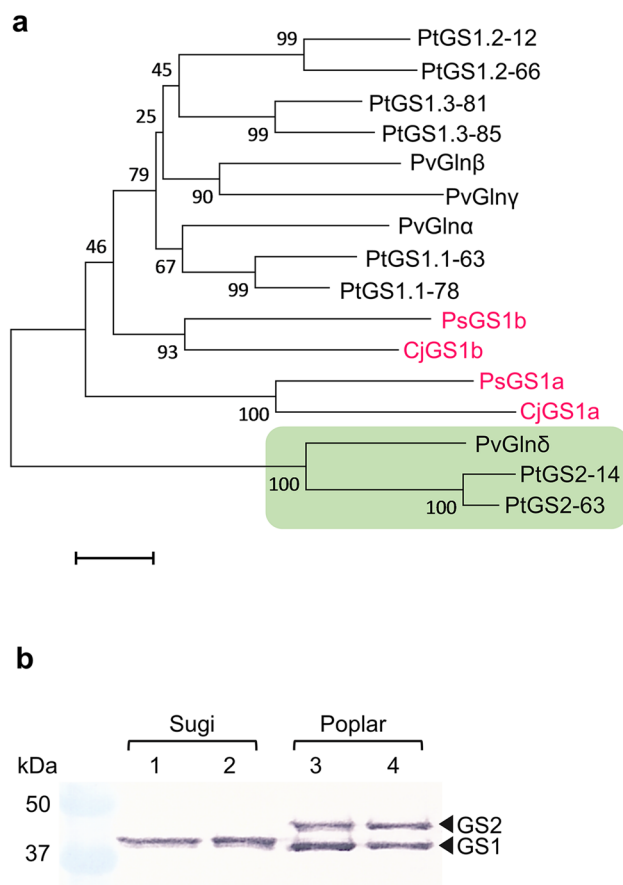 a
99 PtGS1.2-12
45 PtGS1.2-66
PtGS1.3-81
25 99 PtGS1.3-85
PvGlnβ
79 90 PvGlnγ
PvGlnα
46 67 PtGS1.1-63
99 PtGS1.1-78
PsGS1b
93 CjGS1b
PsGS1a
100 CjGS1a
PvGlnδ
100 PtGS2-14
100 PtGS2-63
b
Sugi Poplar
kDa 1 2 3 4
50
GS2
37 GS1